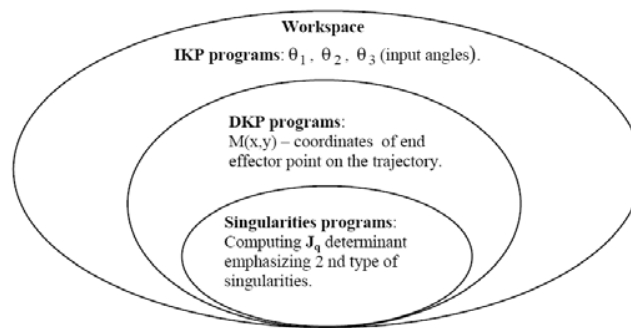 Workspace
IKP programs: θ1 , θ2 , θ3 (input angles).
DKP programs:
M(x,y) – coordinates of end
effector point on the trajectory.
Singularities programs:
Computing Jq determinant
emphasizing 2 nd type of
singularities.